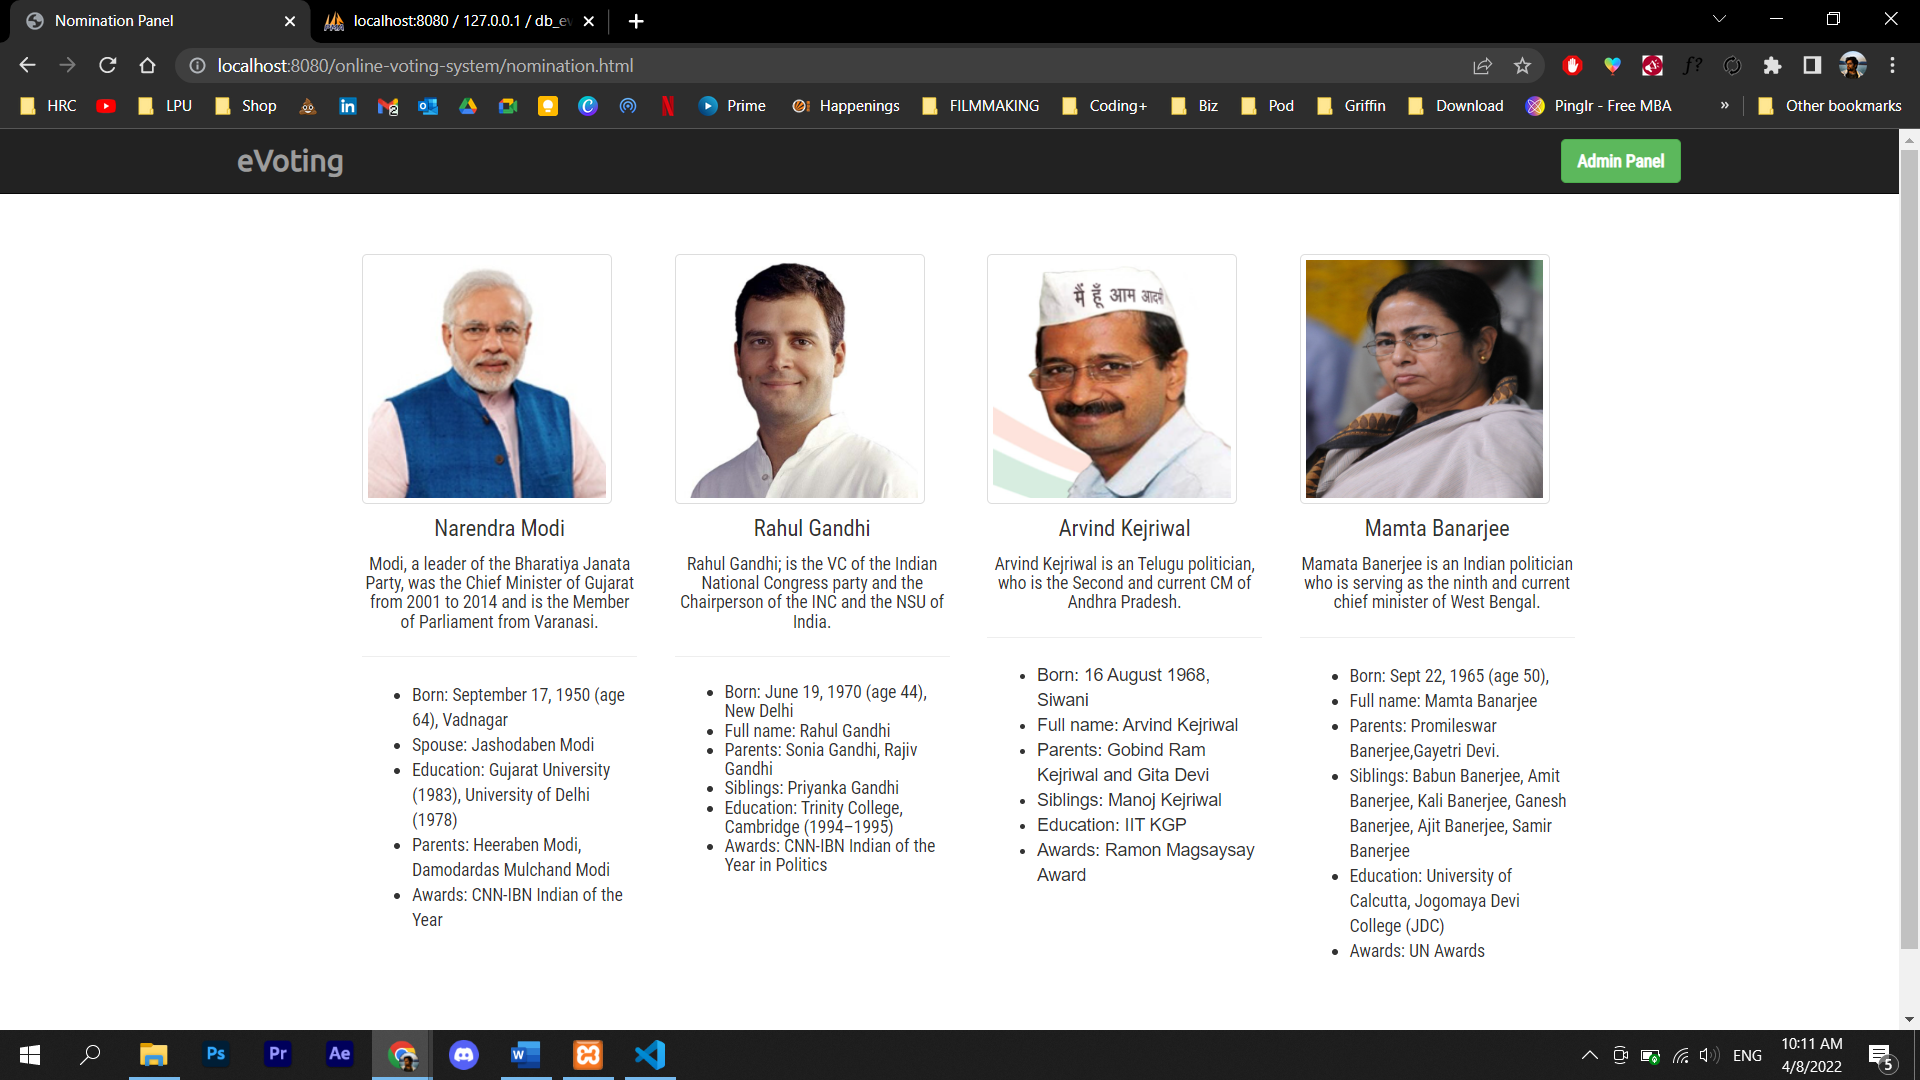 Nomination Panel
localhost:8080 / 127.0.0.1 / db_ev
localhost:8080/online-voting-system/nomination.html
HRC LPU Shop Prime Happenings FILMMAKING Coding+ Biz Pod Griffin Download Pinglr - Free MBA » Other bookmarks
eVoting
Admin Panel
मैं हूँ आम आदमी
Narendra Modi
Modi, a leader of the Bharatiya Janata
Party, was the Chief Minister of Gujarat
from 2001 to 2014 and is the Member
of Parliament from Varanasi.
Born: September 17, 1950 (age
64), Vadnagar
Spouse: Jashodaben Modi
Education: Gujarat University
(1983), University of Delhi
(1978)
Parents: Heeraben Modi,
Damodardas Mulchand Modi
Awards: CNN-IBN Indian of the
Year
Rahul Gandhi
Rahul Gandhi; is the VC of the Indian
National Congress party and the
Chairperson of the INC and the NSU of
India.
Born: June 19, 1970 (age 44),
New Delhi
Full name: Rahul Gandhi
Parents: Sonia Gandhi, Rajiv
Gandhi
Siblings: Priyanka Gandhi
Education: Trinity College,
Cambridge (1994–1995)
Awards: CNN-IBN Indian of the
Year in Politics
Arvind Kejriwal
Arvind Kejriwal is an Telugu politician,
who is the Second and current CM of
Andhra Pradesh.
Born: 16 August 1968,
Siwani
Full name: Arvind Kejriwal
Parents: Gobind Ram
Kejriwal and Gita Devi
Siblings: Manoj Kejriwal
Education: IIT KGP
Awards: Ramon Magsaysay
Award
Mamta Banarjee
Mamata Banerjee is an Indian politician
who is serving as the ninth and current
chief minister of West Bengal.
Born: Sept 22, 1965 (age 50),
Full name: Mamta Banarjee
Parents: Promileswar
Banerjee,Gayetri Devi.
Siblings: Babun Banerjee, Amit
Banerjee, Kali Banerjee, Ganesh
Banerjee, Ajit Banerjee, Samir
Banerjee
Education: University of
Calcutta, Jogomaya Devi
College (JDC)
Awards: UN Awards
Ps Pr Ae
ENG
10:11 AM
4/8/2022
5